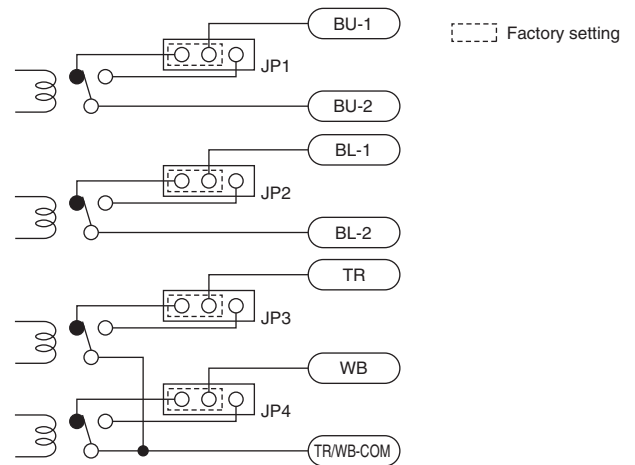 BU-1
Factory setting
JP1
BU-2
BL-1
JP2
BL-2
TR
JP3
WB
JP4
TR/WB-COM